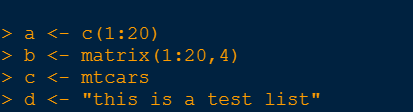 > a <- c(1:20)
> b <- matrix(1:20,4)
> c <- mtcars
> d <- "this is a test list"